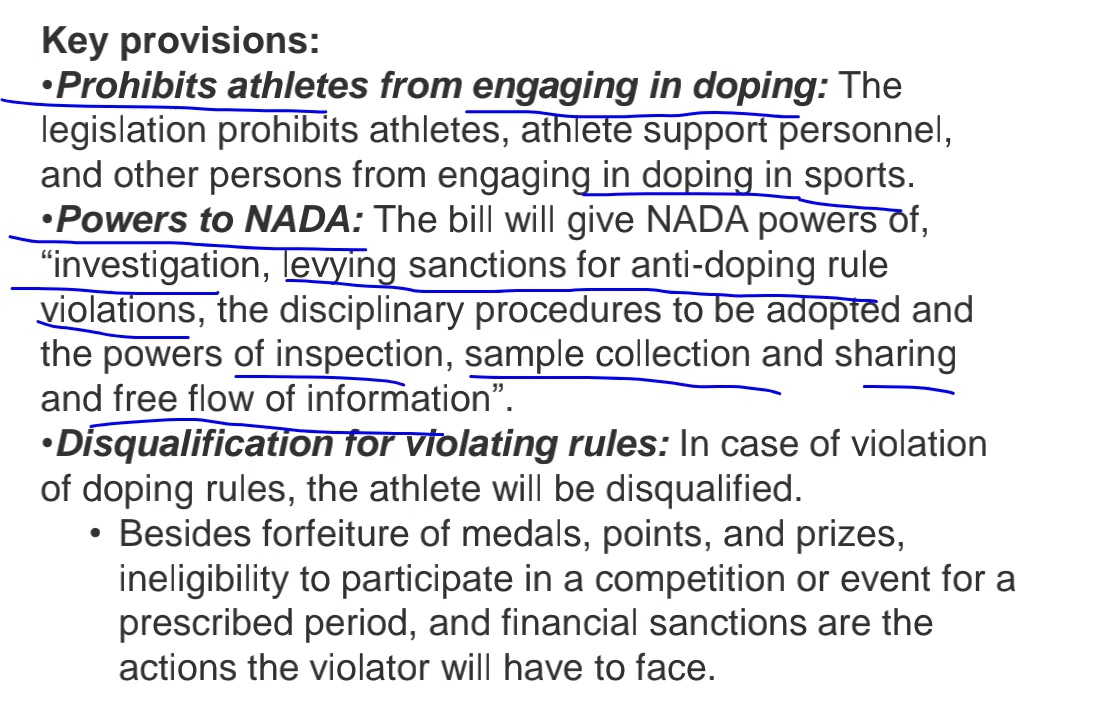 Key provisions:
•Prohibits athletes from engaging in doping: The
legislation prohibits athletes, athlete support personnel,
and other persons from engaging in doping in sports.
•Powers to NADA: The bill will give NADA powers of,
“investigation, levying sanctions for anti-doping rule
violations, the disciplinary procedures to be adopted and
the powers of inspection, sample collection and sharing
and free flow of information”.
•Disqualification for violating rules: In case of violation
of doping rules, the athlete will be disqualified.
• Besides forfeiture of medals, points, and prizes,
ineligibility to participate in a competition or event for a
prescribed period, and financial sanctions are the
actions the violator will have to face.